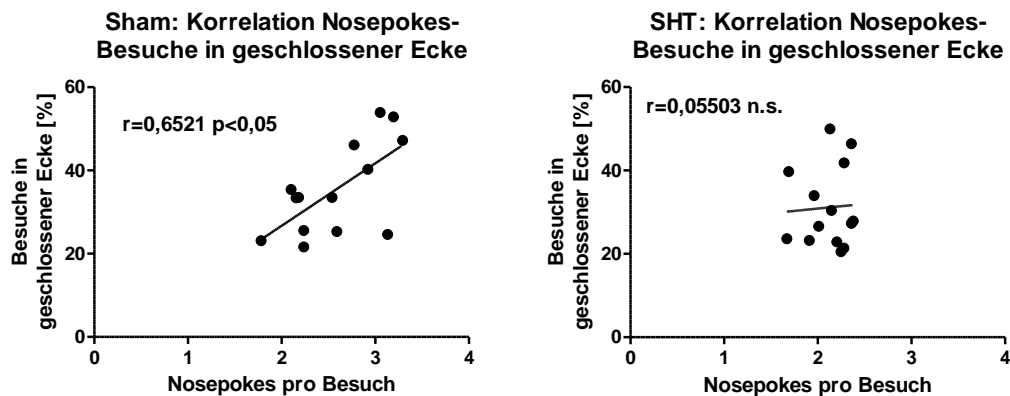 Sham: Korrelation Nosepokes-
Besuche in geschlossener Ecke
60
40
20
0
r=0,6521 p<0,05
Besuche in
geschlossener Ecke [%]
0 1 2 3 4
Nosepokes pro Besuch
SHT: Korrelation Nosepokes-
Besuche in geschlossener Ecke
60
40
20
0
r=0,05503 n.s.
Besuche in
geschlossener Ecke [%]
0 1 2 3 4
Nosepokes pro Besuch